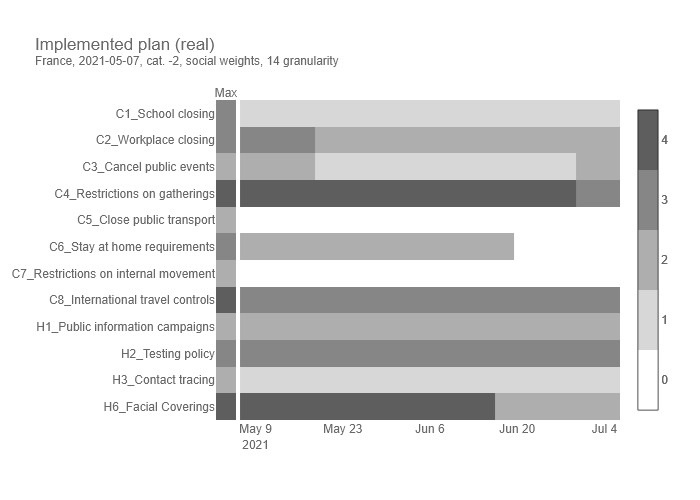 Implemented plan (real)
France, 2021-05-07, cat. -2, social weights, 14 granularity
Max
C1_School closing
C2_Workplace closing
C3_Cancel public events
C4_Restrictions on gatherings
C5_Close public transport
C6_Stay at home requirements
C7_Restrictions on internal movement
C8_International travel controls
H1_Public information campaigns
H2_Testing policy
H3_Contact tracing
H6_Facial Coverings
May 9 May 23 Jun 6 Jun 20 Jul 4
2021
4
3
2
1
0